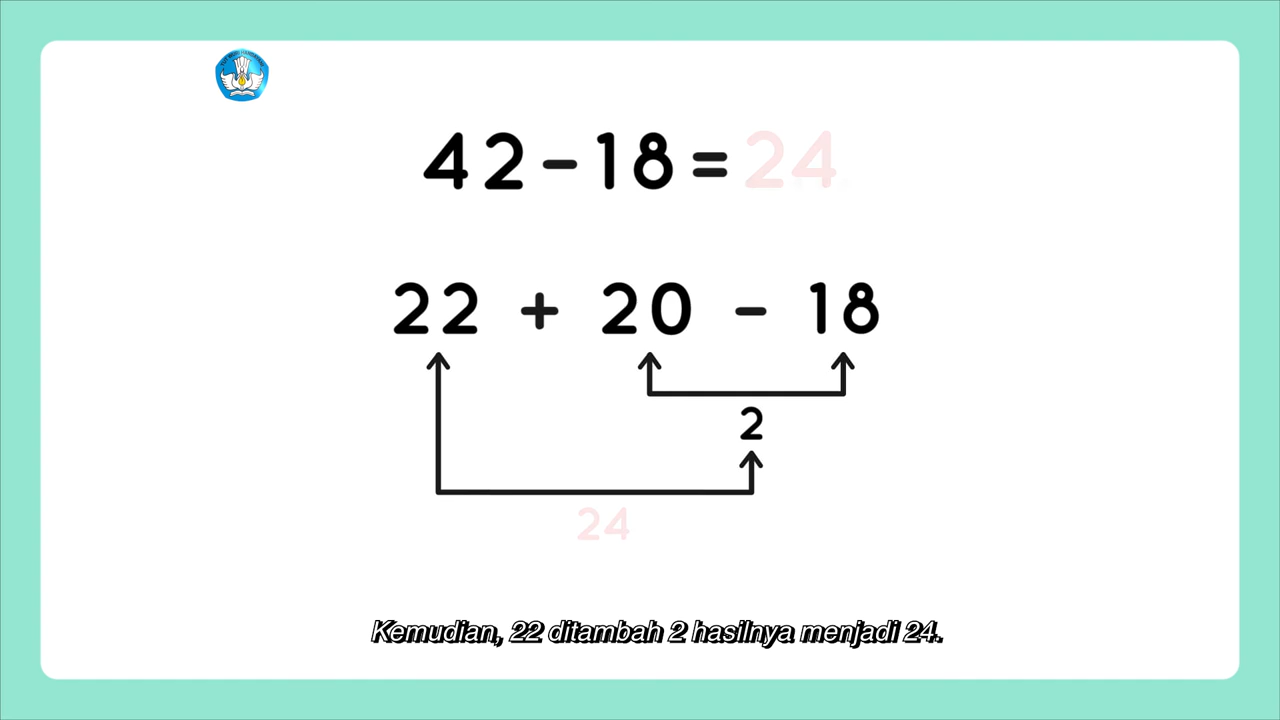 42-18=24
22 + 20 - 18
2
24
Kemudian, 22 ditambah 2 hasilnya menjadi 24.